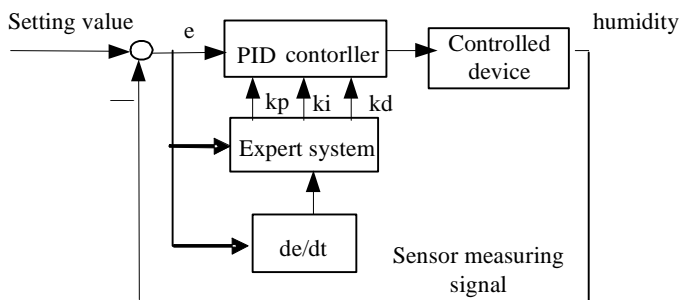 Setting value
e
PID contorller
Controlled
device
humidity
kp
ki
kd
Expert system
de/dt
Sensor measuring
signal